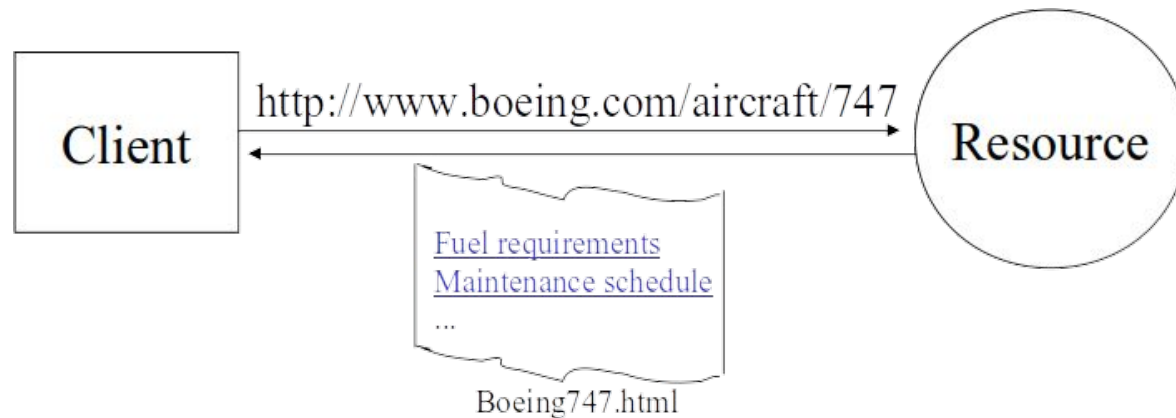 http://www.boeing.com/aircraft/747
Client
Resource
Fuel requirements
Maintenance schedule
...
Boeing747.html